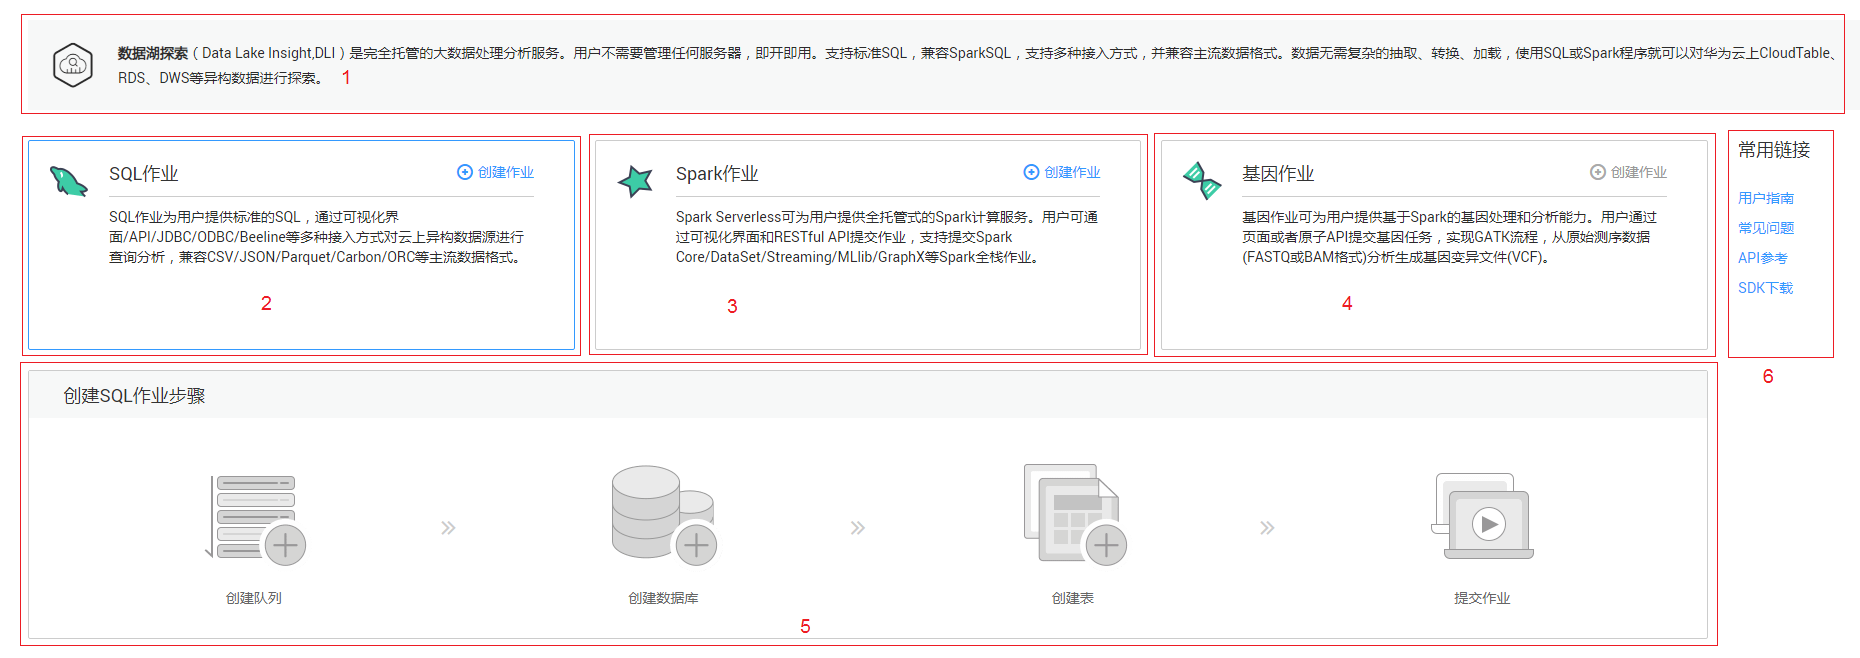 数据湖探索（Data Lake Insight,DLI）是完全托管的大数据处理分析服务。用户不需要管理任何服务器，即开即用。支持标准SQL，兼容SparkSQL，支持多种接入方式，并兼容主流数据格式。数据无需复杂的抽取、转换、加载，使用SQL或Spark程序就可以对华为云上CloudTable、
RDS、DWS等异构数据进行探索。 1
SQL作业 创建作业
SQL作业为用户提供标准的SQL，通过可视化界
面/API/JDBC/ODBC/Beeline等多种接入方式对云上异构数据源进行
查询分析，兼容CSV/JSON/Parquet/Carbon/ORC等主流数据格式。
2
Spark作业 创建作业
Spark Serverless可为用户提供全托管式的Spark计算服务。用户可通
过可视化界面和RESTful API提交作业，支持提交Spark
Core/DataSet/Streaming/MLlib/GraphX等Spark全栈作业。
3
基因作业 创建作业
基因作业可为用户提供基于Spark的基因处理和分析能力。用户通过
页面或者原子API提交基因任务，实现GATK流程，从原始测序数据
(FASTQ或BAM格式)分析生成基因变异文件(VCF)。
4
常用链接
用户指南
常见问题
API参考
SDK下载
6
创建SQL作业步骤
创建队列 创建数据库 创建表 提交作业
5